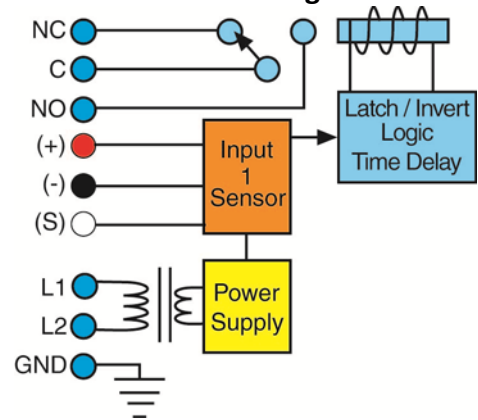 NC
C
NO
(+)
(-)
(S)
L1
L2
GND
Input
1
Sensor
Power
Supply
Latch / Invert
Logic
Time Delay